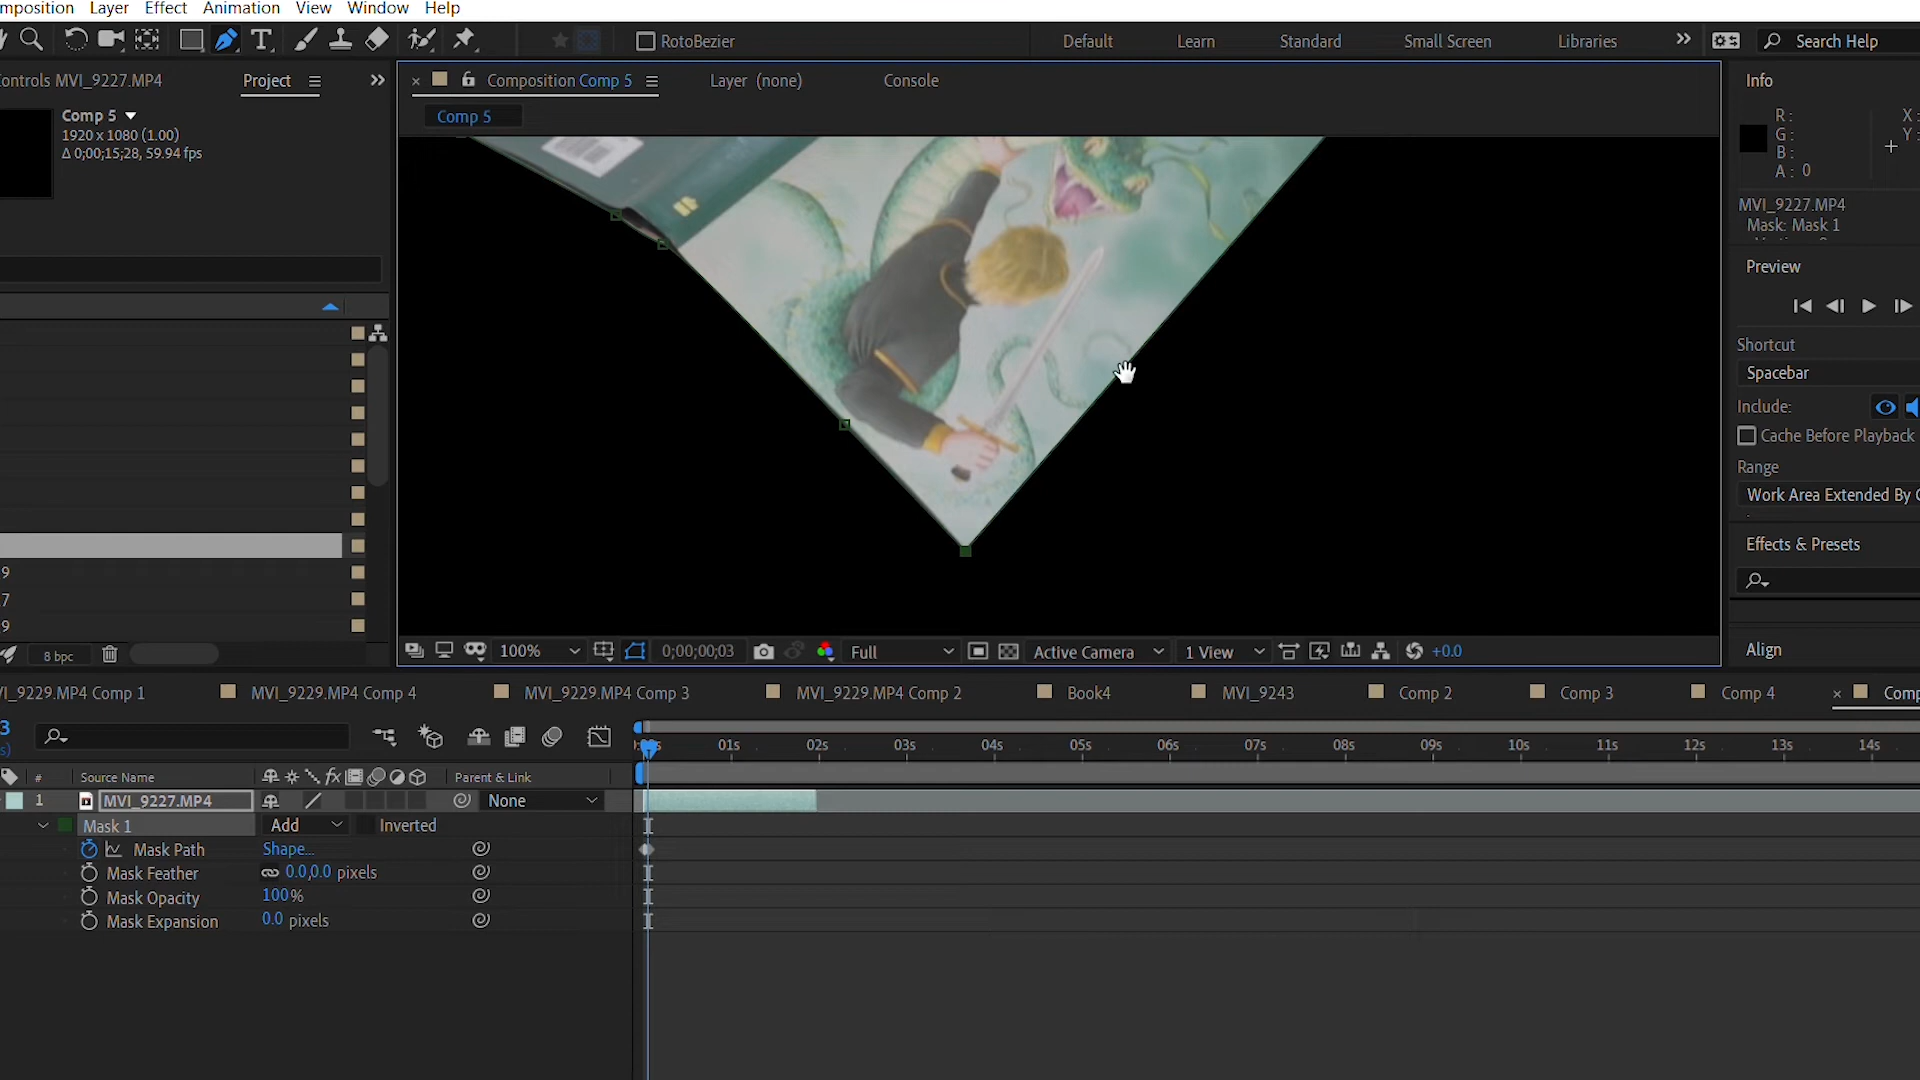 mposition Layer Effect Animation View Window Help
RotoBezier Default Learn Standard Small Screen Libraries Search Help
ontrols MVI_9227.MP4 Project
Composition Comp 5 Layer (none) Console
Info
Comp 5
1920 x 1080 (1.00)
Δ 0;00;15;28, 59.94 fps
Comp 5
R:
G:
B:
A: 0
X:
Y:
MVI_9227.MP4
Mask: Mask 1
Preview
Shortcut
Spacebar
Include:
Cache Before Playback
Range
Work Area Extended By C
Effects & Presets
Align
9
7
9
8 bpc
100% 0;00;00;03 Full Active Camera 1 View +0.0
I_9229.MP4 Comp 1 MVI_9229.MP4 Comp 4 MVI_9229.MP4 Comp 3 MVI_9229.MP4 Comp 2 Book4 MVI_9243 Comp 2 Comp 3 Comp 4 Comp
3
s)
01s 02s 03s 04s 05s 06s 07s 08s 09s 10s 11s 12s 13s 14s
# Source Name fx Parent & Link
1 MVI_9227.MP4 None
Mask 1 Add Inverted
Mask Path Shape...
Mask Feather 0.0,0.0 pixels
Mask Opacity 100%
Mask Expansion 0.0 pixels